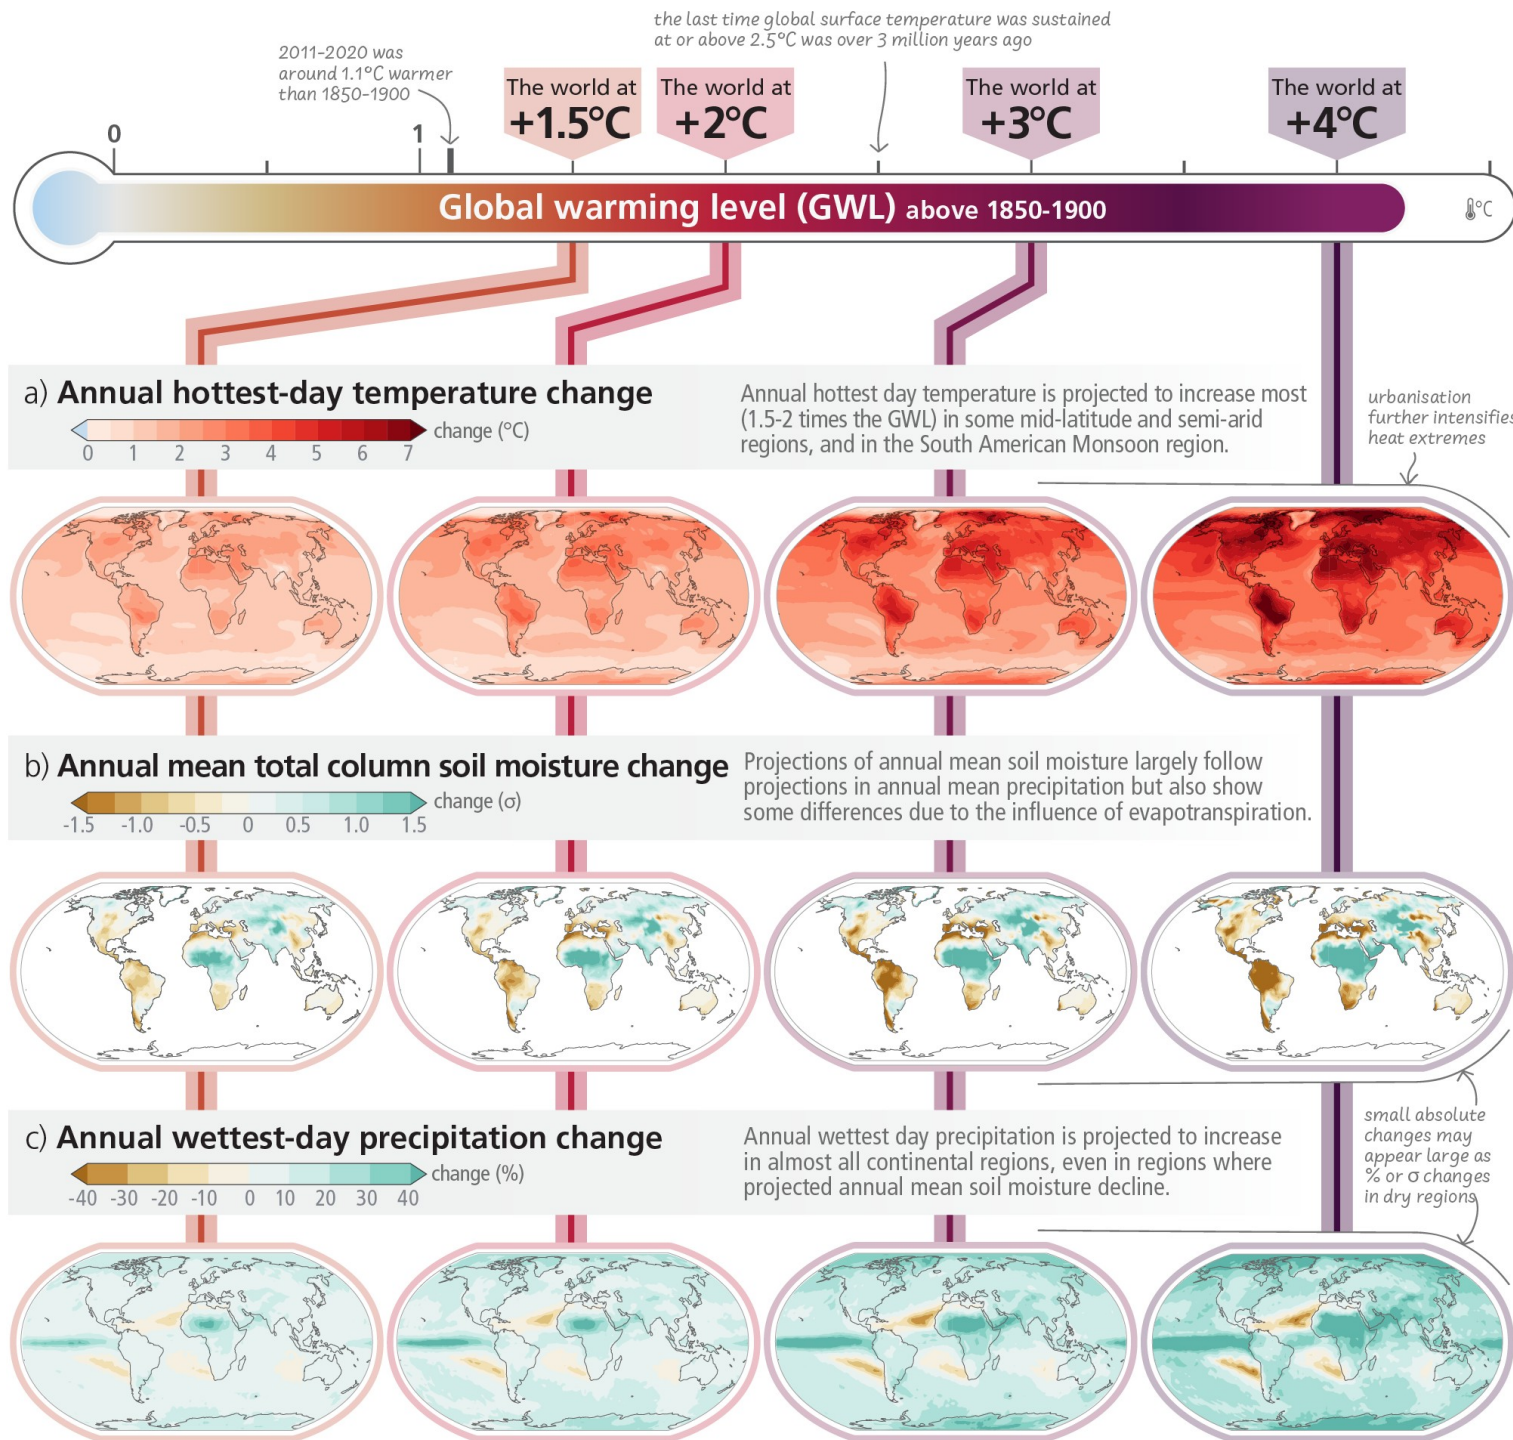 the last time global surface temperature was sustained
at or above 2.5°C was over 3 million years ago
2011-2020 was
around 1.1°C warmer
than 1850-1900
The world at
+1.5°C
The world at
+2°C
The world at
+3°C
The world at
+4°C
0
1
Global warming level (GWL) above 1850-1900
°C
a) Annual hottest-day temperature change
change (°C)
0 1 2 3 4 5 6 7
Annual hottest day temperature is projected to increase most
(1.5-2 times the GWL) in some mid-latitude and semi-arid
regions, and in the South American Monsoon region.
urbanisation
further intensifies
heat extremes
b) Annual mean total column soil moisture change
change (σ)
-1.5 -1.0 -0.5 0 0.5 1.0 1.5
Projections of annual mean soil moisture largely follow
projections in annual mean precipitation but also show
some differences due to the influence of evapotranspiration.
c) Annual wettest-day precipitation change
change (%)
-40 -30 -20 -10 0 10 20 30 40
Annual wettest day precipitation is projected to increase
in almost all continental regions, even in regions where
projected annual mean soil moisture decline.
small absolute
changes may
appear large as
% or σ changes
in dry regions